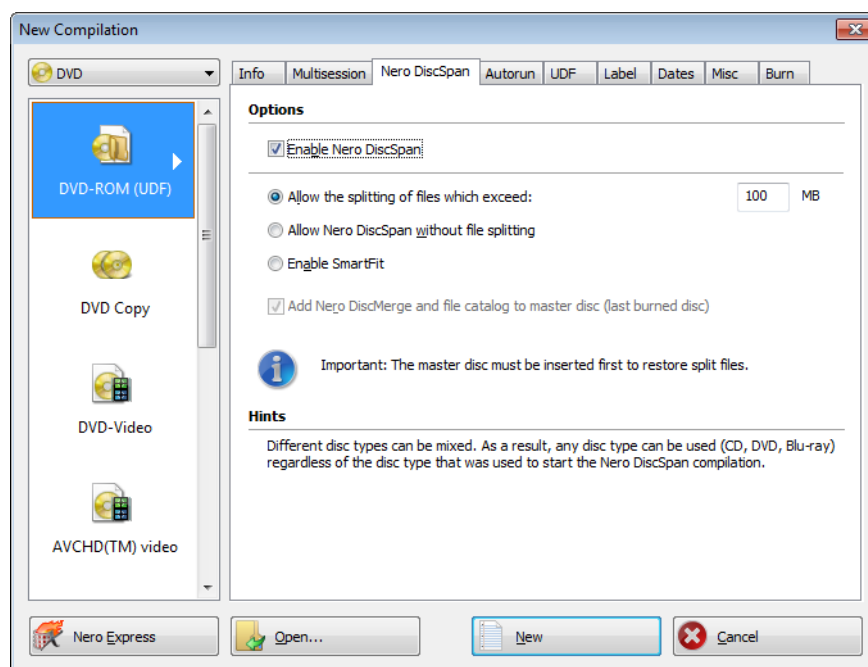 New Compilation
DVD
Info Multisession Nero DiscSpan Autorun UDF Label Dates Misc Burn
DVD-ROM (UDF)
DVD Copy
DVD-Video
AVCHD(TM) video
Options
Enable Nero DiscSpan
Allow the splitting of files which exceed: 100 MB
Allow Nero DiscSpan without file splitting
Enable SmartFit
Add Nero DiscMerge and file catalog to master disc (last burned disc)
Important: The master disc must be inserted first to restore split files.
Hints
Different disc types can be mixed. As a result, any disc type can be used (CD, DVD, Blu-ray)
regardless of the disc type that was used to start the Nero DiscSpan compilation.
Nero Express Open... New Cancel